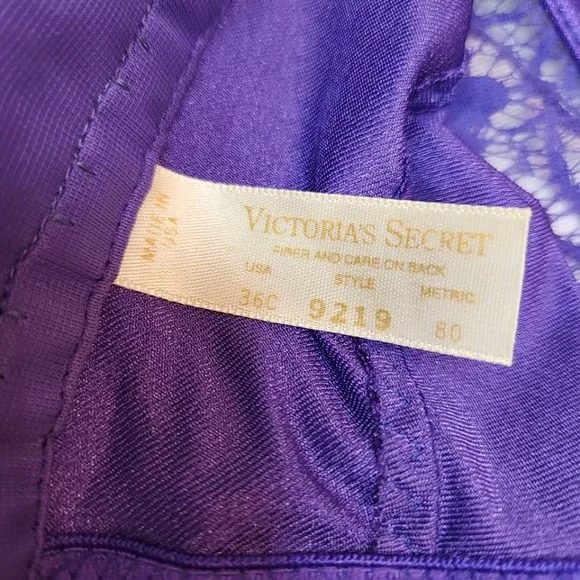 MADE IN
USA
VICTORIA'S SECRET
FIBER AND CARE ON BACK
USA STYLE METRIC
36C 9219 80